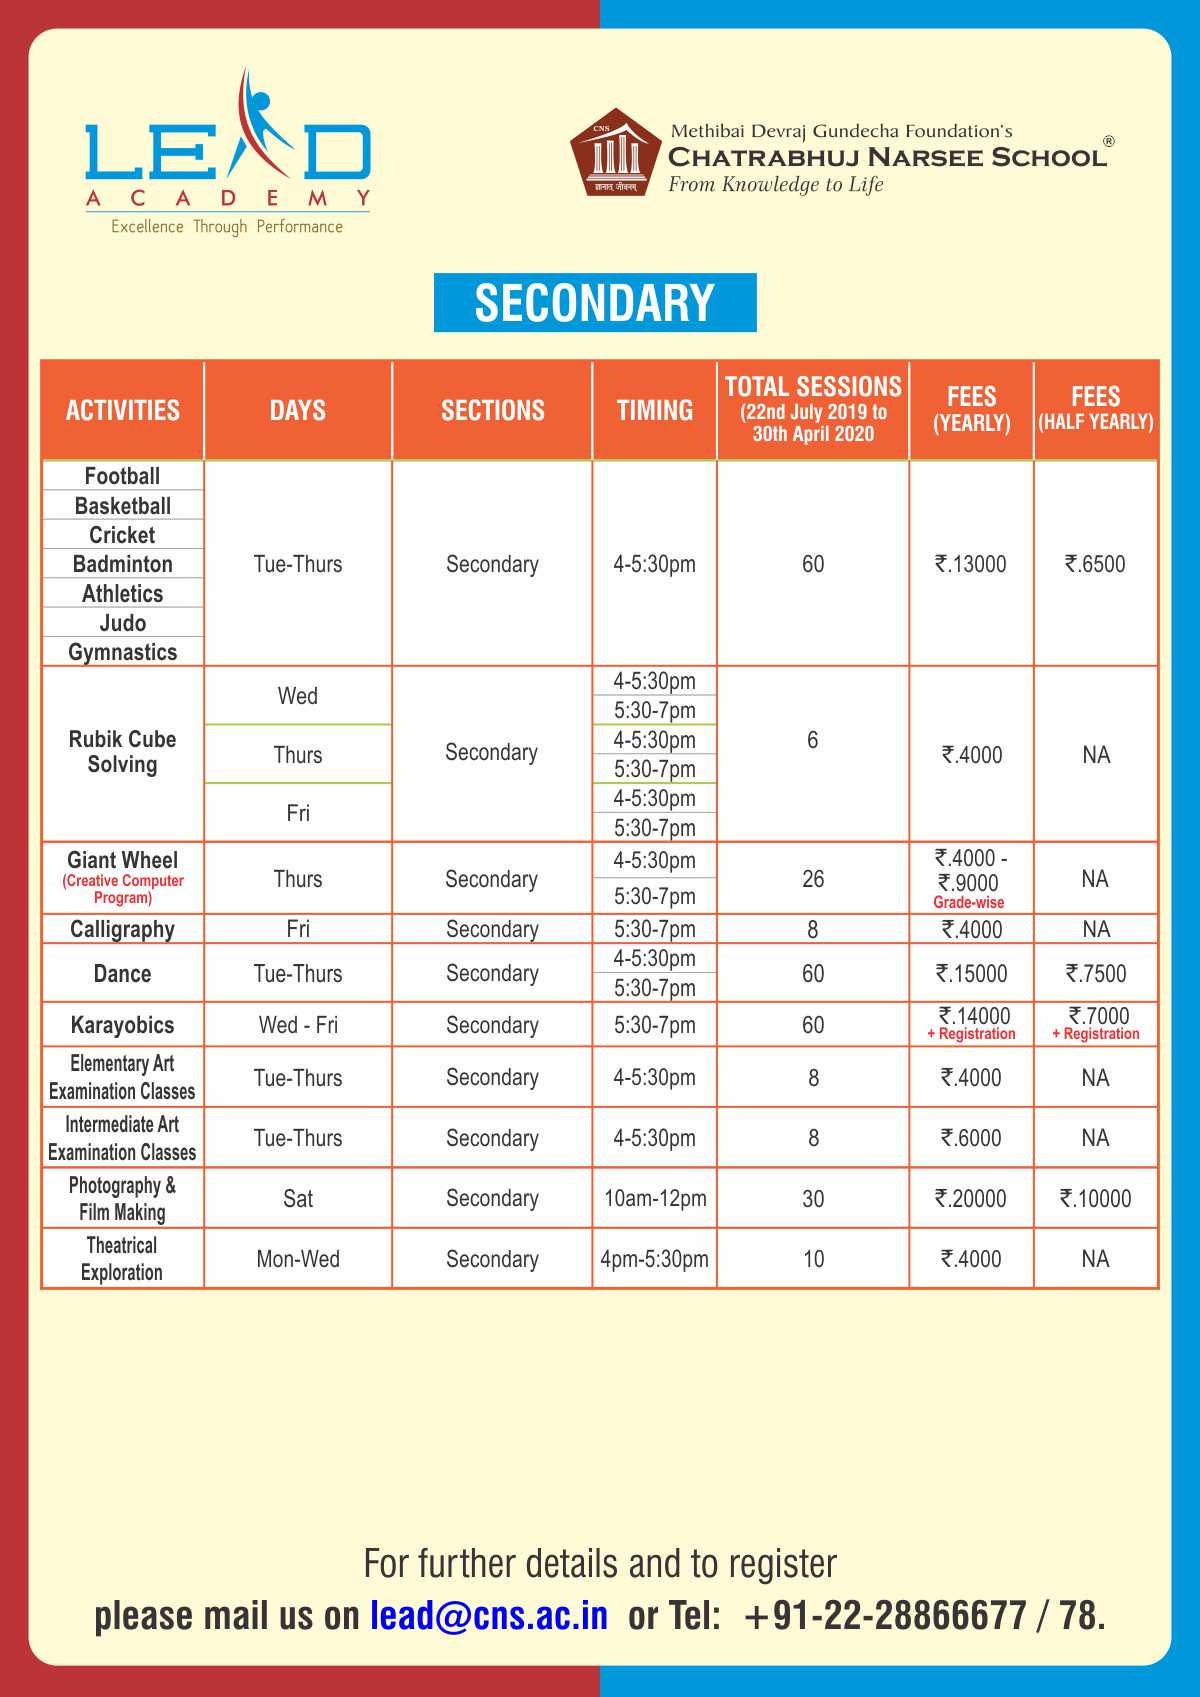 LEAD
ACADEMY
Excellence Through Performance
CNS
ज्ञानात् जीवनम्
Methibai Devraj Gundecha Foundation's
CHATRABHUJ NARSEE SCHOOL®
From Knowledge to Life
SECONDARY
ACTIVITIES DAYS SECTIONS TIMING TOTAL SESSIONS (22nd July 2019 to 30th April 2020 FEES (YEARLY) FEES (HALF YEARLY)
Football
Basketball
Cricket
Badminton Tue-Thurs Secondary 4-5:30pm 60 ₹.13000 ₹.6500
Athletics
Judo
Gymnastics
Rubik Cube
Solving
Wed
Thurs
Fri
Secondary
4-5:30pm
5:30-7pm
4-5:30pm
5:30-7pm
4-5:30pm
5:30-7pm
6
₹.4000
NA
Giant Wheel
(Creative Computer
Program)
Thurs
Secondary
4-5:30pm
5:30-7pm
26
₹.4000 -
₹.9000
Grade-wise
NA
Calligraphy Fri Secondary 5:30-7pm 8 ₹.4000 NA
Dance
Tue-Thurs
Secondary
4-5:30pm
5:30-7pm
60
₹.15000
₹.7500
Karayobics Wed - Fri Secondary 5:30-7pm 60 ₹.14000 ₹.7000
+ Registration + Registration
Elementary Art
Examination Classes
Tue-Thurs Secondary 4-5:30pm 8 ₹.4000 NA
Intermediate Art
Examination Classes
Tue-Thurs Secondary 4-5:30pm 8 ₹.6000 NA
Photography &
Film Making
Sat Secondary 10am-12pm 30 ₹.20000 ₹.10000
Theatrical
Exploration
Mon-Wed Secondary 4pm-5:30pm 10 ₹.4000 NA
For further details and to register
please mail us on lead@cns.ac.in or Tel: +91-22-28866677 / 78.